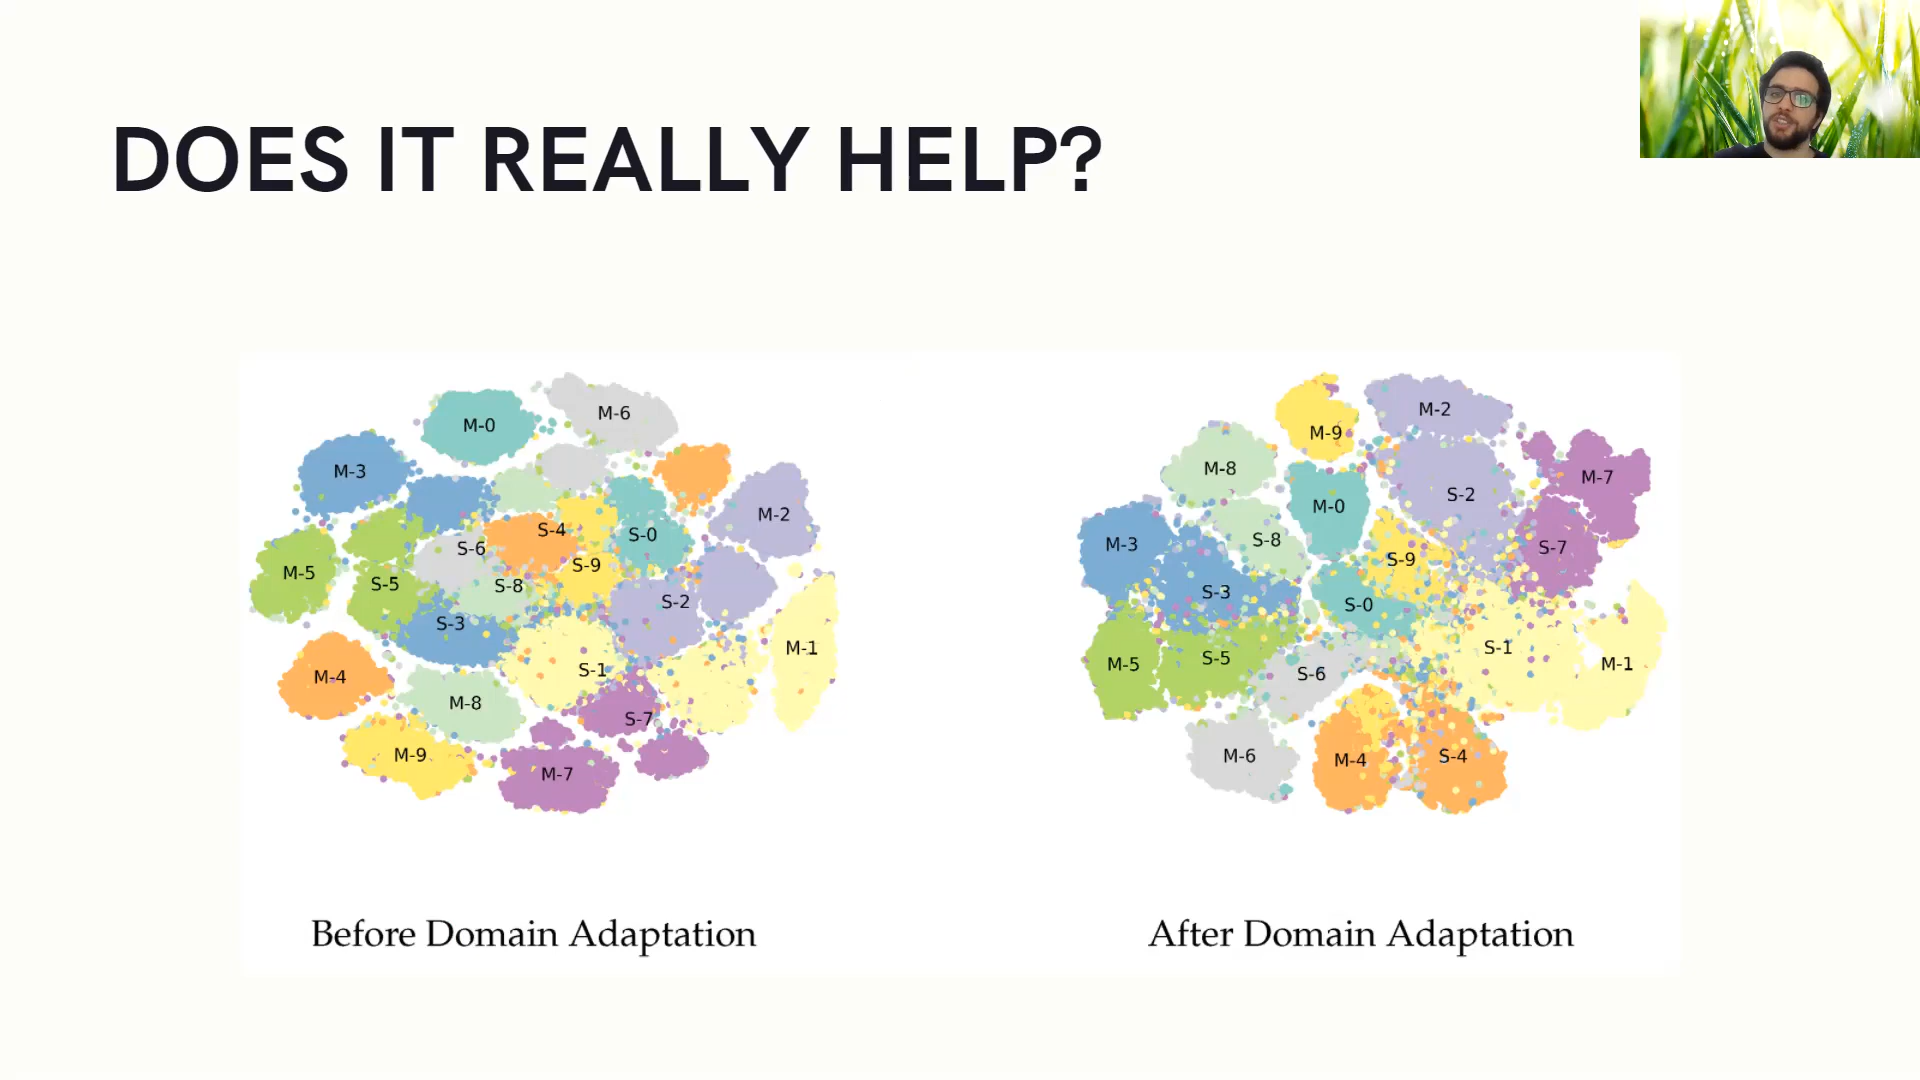 DOES IT REALLY HELP?
M-0
M-6
M-3
M-2
S-4
S-0
S-6
S-9
M-5
S-5
S-8
S-2
S-3
M-1
S-1
M-4
M-8
S-7
M-9
M-7
Before Domain Adaptation
M-2
M-9
M-8
M-7
S-2
M-0
M-3
S-8
S-7
S-9
S-3
S-0
S-1
M-5
S-5
M-1
S-6
M-6
M-4
S-4
After Domain Adaptation